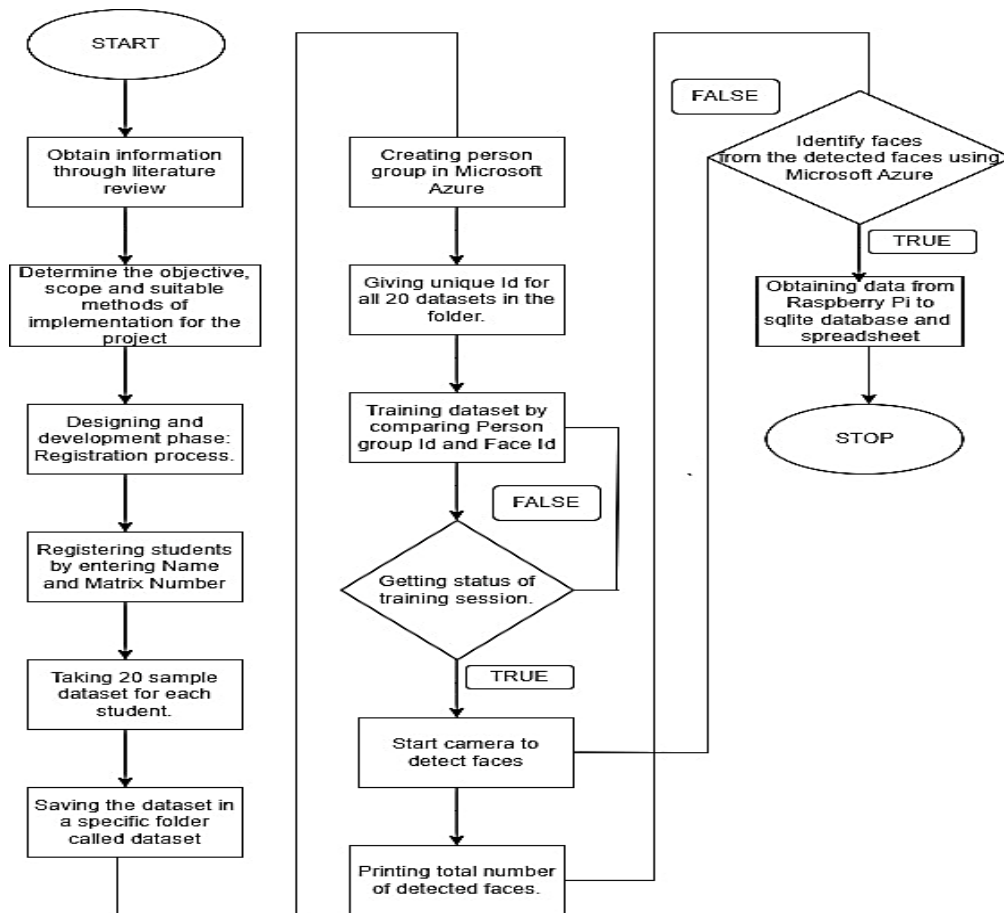 START
Obtain information
through literature
review
Determine the objective,
scope and suitable
methods of
implementation for the
project
Designing and
development phase:
Registration process.
Registering students
by entering Name
and Matrix Number
Taking 20 sample
dataset for each
student.
Saving the dataset in
a specific folder
called dataset
Creating person
group in Microsoft
Azure
Giving unique Id for
all 20 datasets in the
folder.
Training dataset by
comparing Person
group Id and Face Id
FALSE
Getting status of
training session.
TRUE
Start camera to
detect faces
Printing total number
of detected faces.
FALSE
Identify faces
from the detected faces using
Microsoft Azure
TRUE
Obtaining data from
Raspberry Pi to
sqlite database and
spreadsheet
STOP